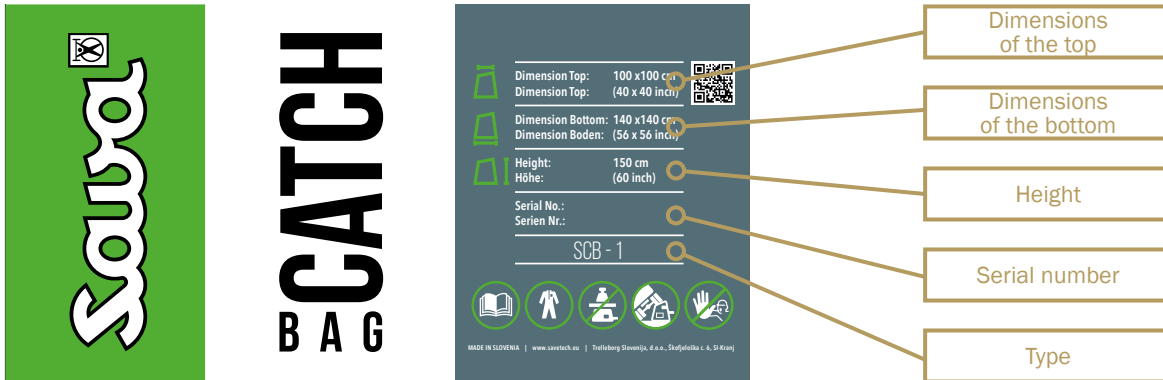 Sava
CATCH
BAG
Dimension Top: 100 x100 cm
Dimension Top: (40 x 40 inch)
Dimension Bottom: 140 x140 cm
Dimension Boden: (56 x 56 inch)
Height: 150 cm
Höhe: (60 inch)
Serial No.:
Serien Nr.:
SCB - 1
MADE IN SLOVENIA | www.savetech.eu | Trelleborg Slovenija, d.o.o., Škofjeloška c. 6, SI-Kranj
Dimensions
of the top
Dimensions
of the bottom
Height
Serial number
Type